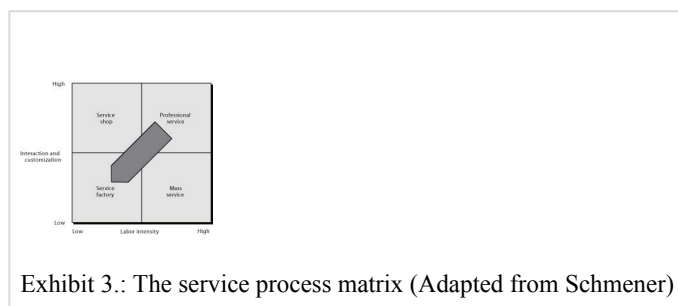 High
Service
shop
Professional
service
Interaction and
customization
Service
factory
Mass
service
Low
Low Labor intensity High
Exhibit 3.: The service process matrix (Adapted from Schmener)